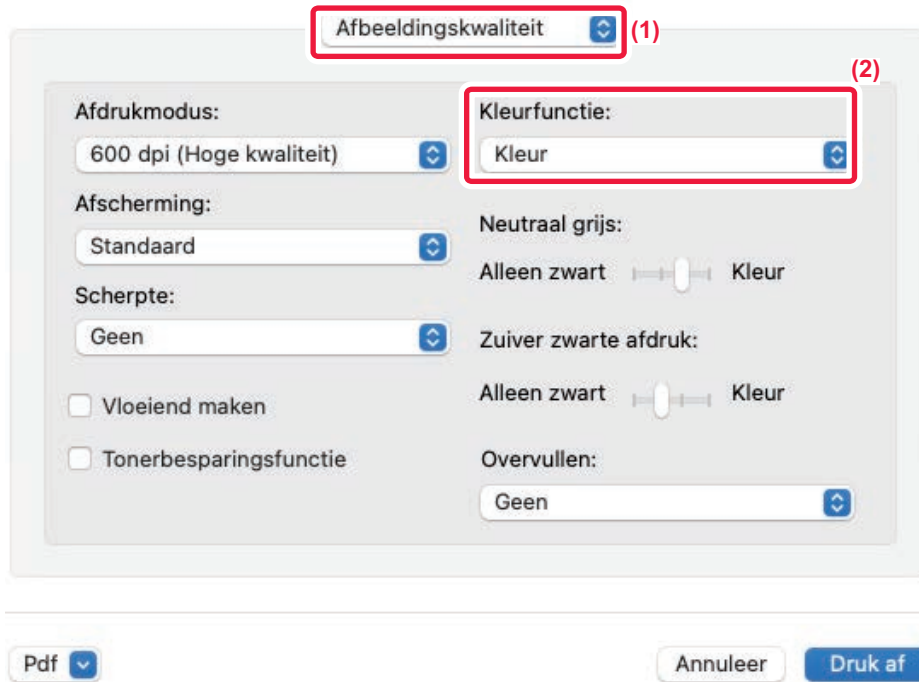 Afbeeldingskwaliteit (1)
(2)
Afdrukmodus:
600 dpi (Hoge kwaliteit)
Afscherming:
Standaard
Scherpte:
Geen
Vloeiend maken
Tonerbesparingsfunctie
Kleurfunctie:
Kleur
Neutraal grijs:
Alleen zwart Kleur
Zuiver zwarte afdruk:
Alleen zwart Kleur
Overvullen:
Geen
Pdf Annuleer Druk af